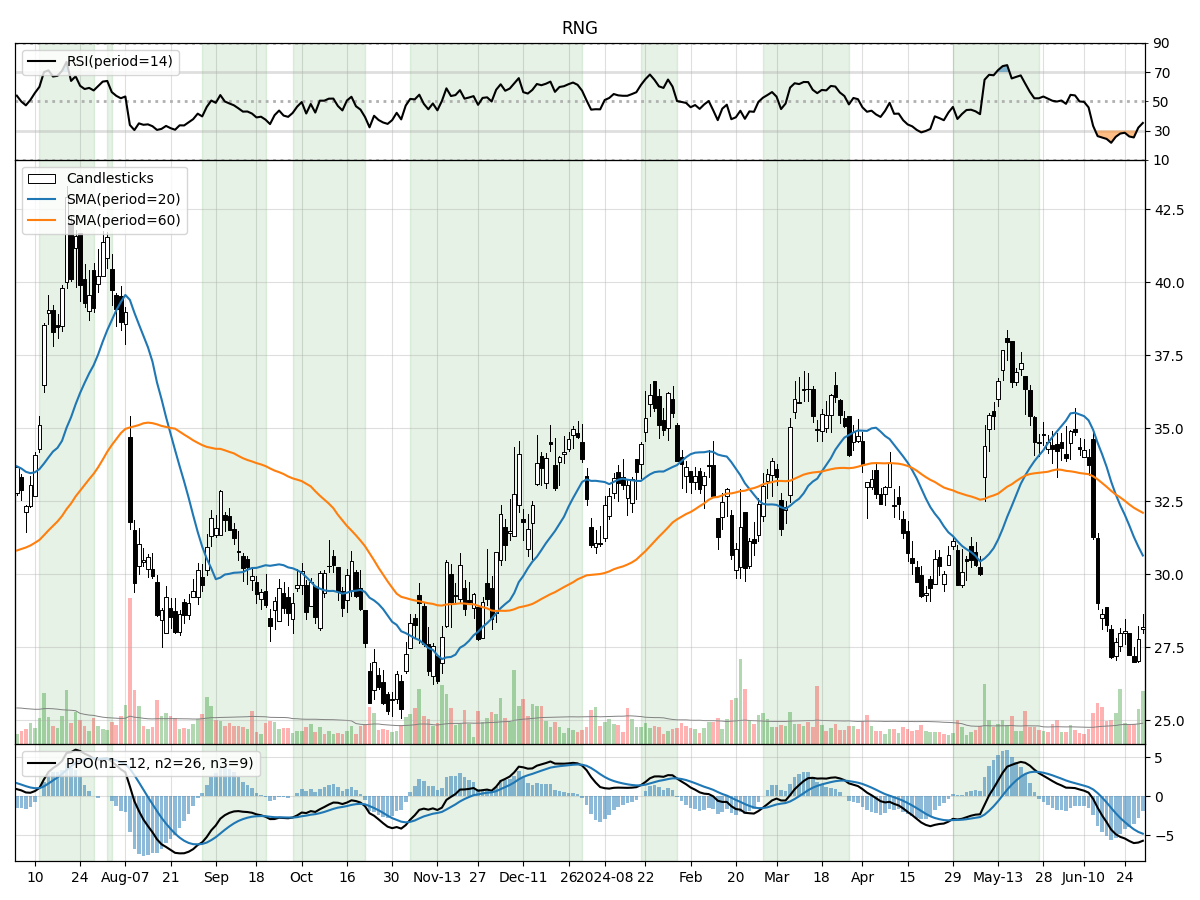 RNG
RSI(period=14)
90
70
50
30
10
Candlesticks
SMA(period=20)
SMA(period=60)
42.5
40.0
37.5
35.0
32.5
30.0
27.5
25.0
PPO(n1=12, n2=26, n3=9)
5
0
−5
10 24 Aug-07 21 Sep 18 Oct 16 30 Nov-13 27 Dec-11 26 2024-08 22 Feb 20 Mar 18 Apr 15 29 May-13 28 Jun-10 24